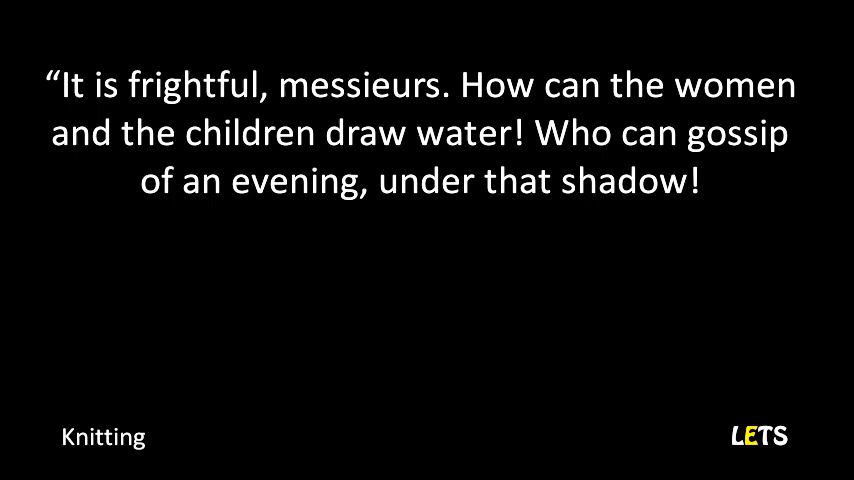 “It is frightful, messieurs. How can the women
and the children draw water! Who can gossip
of an evening, under that shadow!
Knitting
LETS